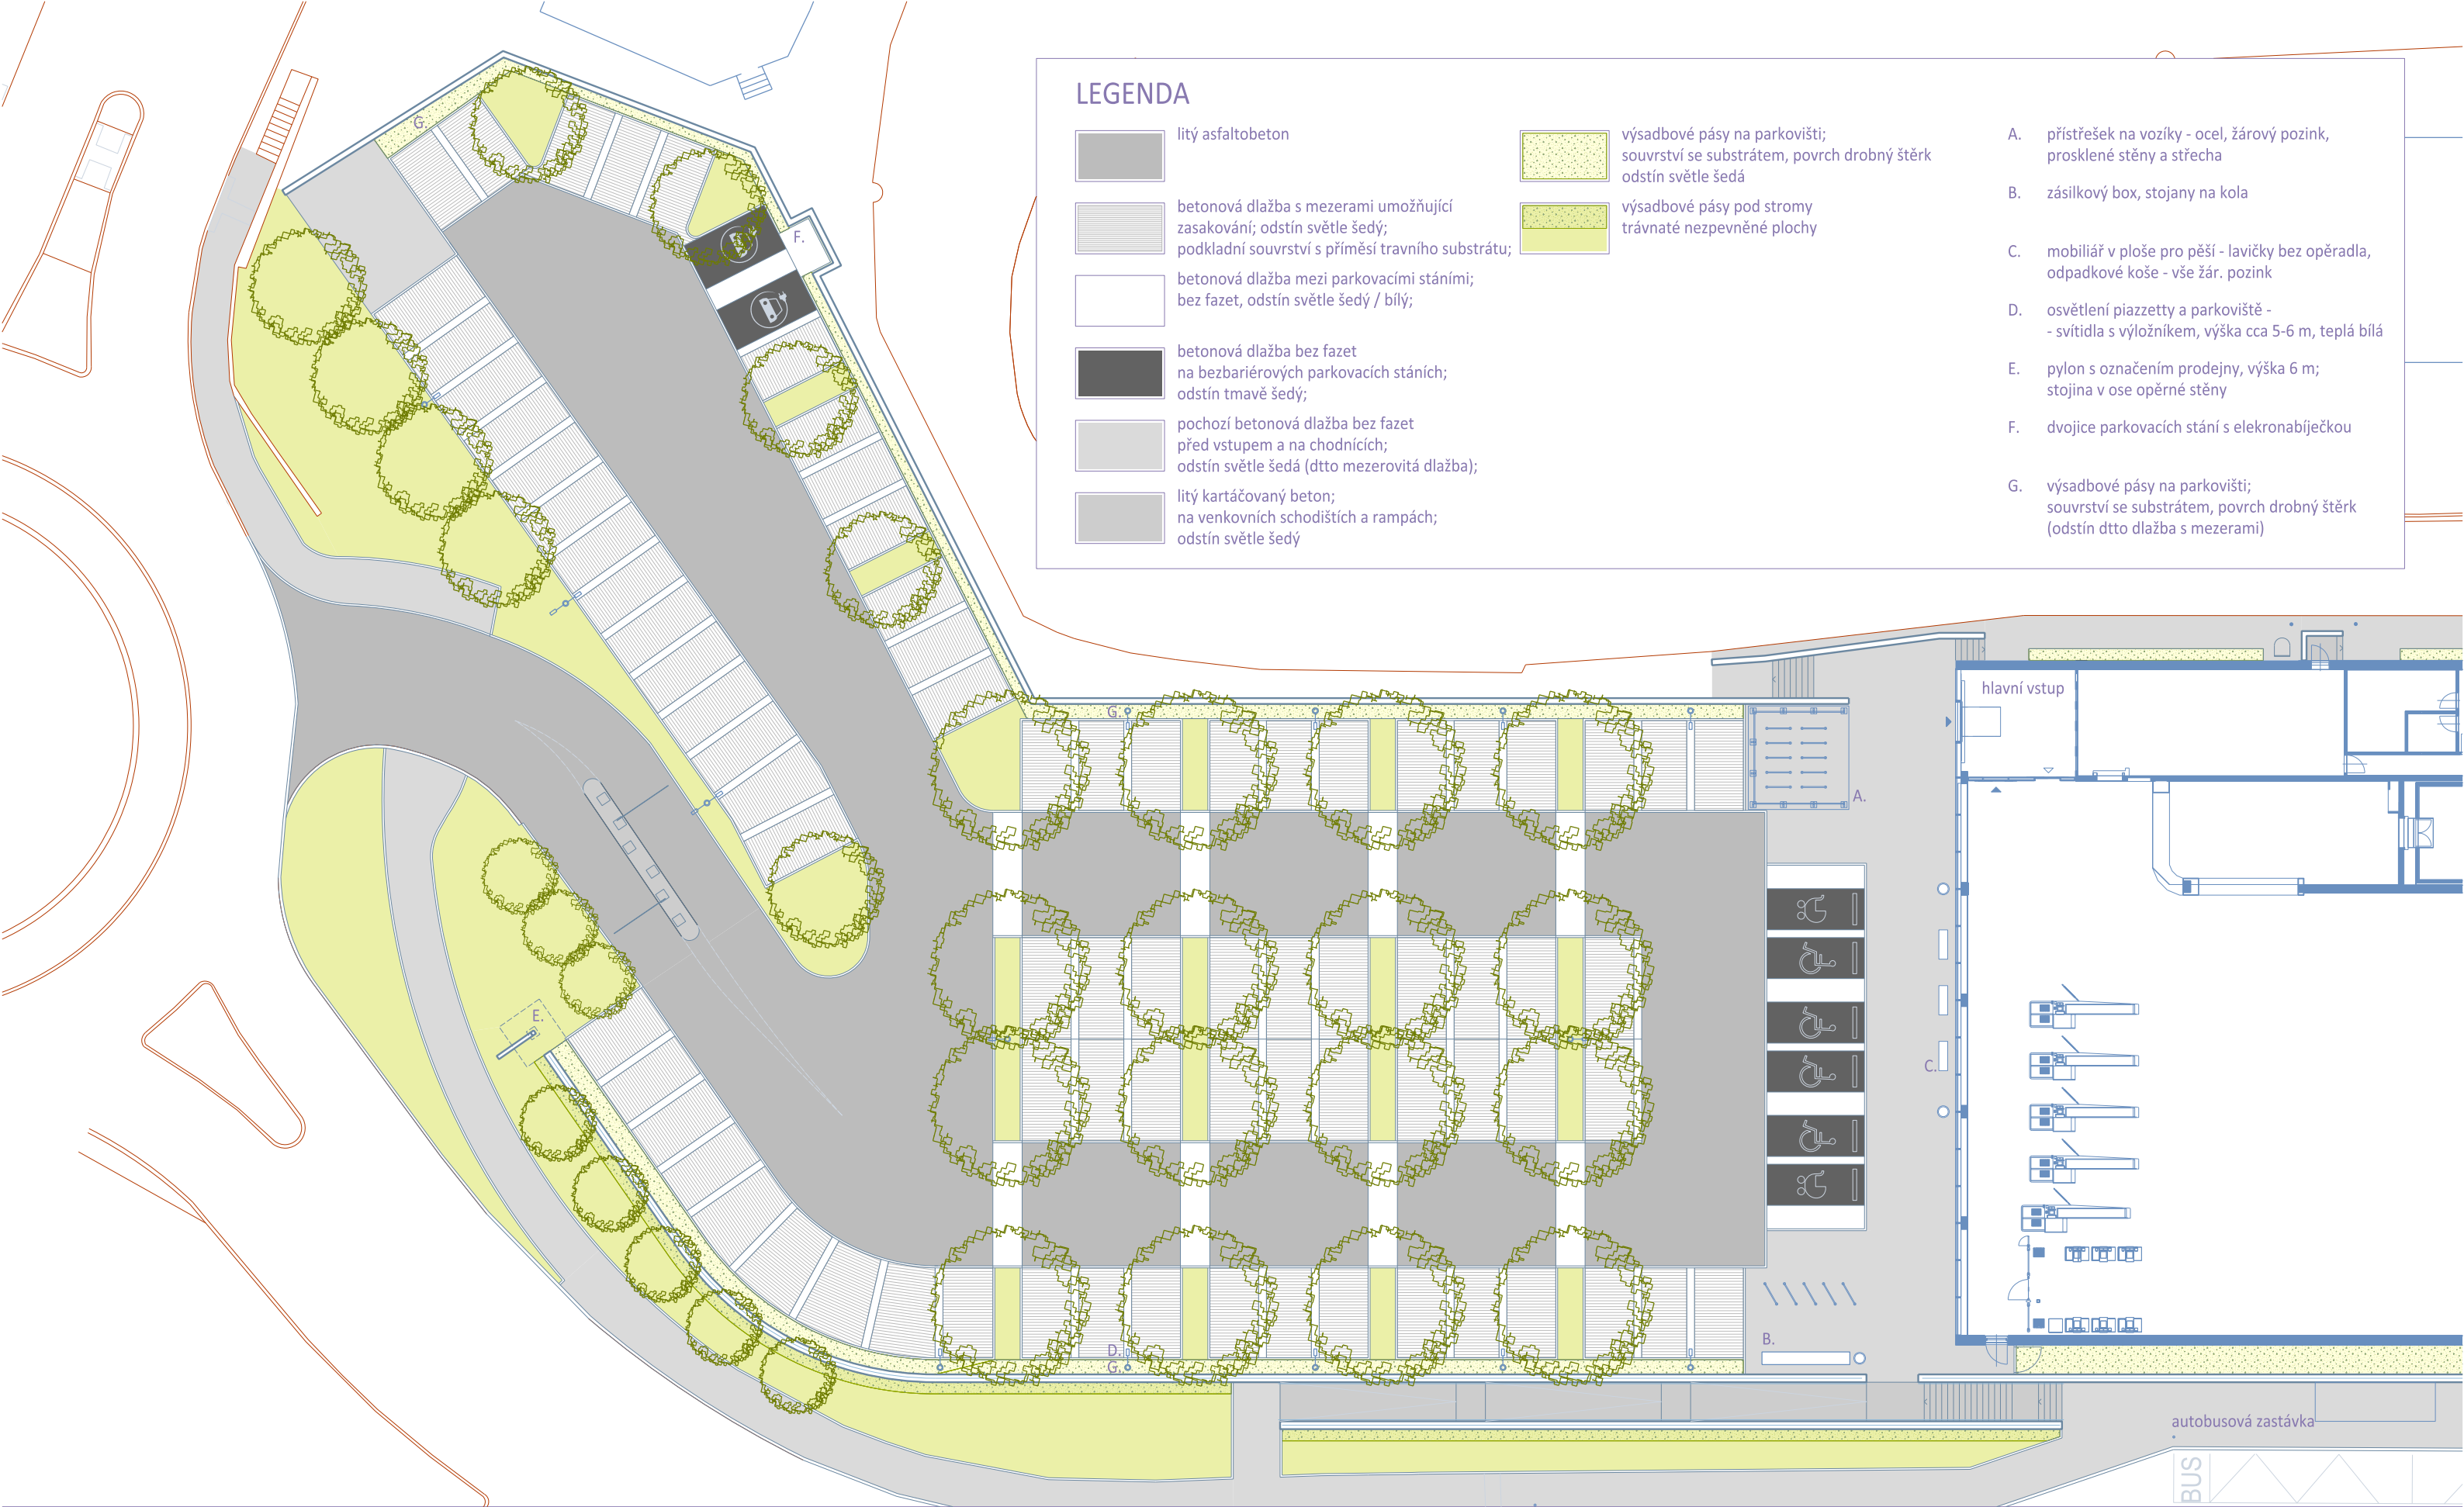 LEGENDA
litý asfaltobeton
betonová dlažba s mezerami umožňující
zasakování; odstín světle šedý;
podkladní souvrství s příměsí travního substrátu;
betonová dlažba mezi parkovacími stáními;
bez fazet, odstín světle šedý / bílý;
betonová dlažba bez fazet
na bezbariérových parkovacích stáních;
odstín tmavě šedý;
pochozí betonová dlažba bez fazet
před vstupem a na chodnících;
odstín světle šedá (dtto mezerovitá dlažba);
litý kartáčovaný beton;
na venkovních schodištích a rampách;
odstín světle šedý
výsadbové pásy na parkovišti;
souvrství se substrátem, povrch drobný štěrk
odstín světle šedá
výsadbové pásy pod stromy
trávnaté nezpevněné plochy
A. přístřešek na vozíky - ocel, žárový pozink,
prosklené stěny a střecha
B. zásilkový box, stojany na kola
C. mobiliář v ploše pro pěší - lavičky bez opěradla,
odpadkové koše - vše žár. pozink
D. osvětlení piazzetty a parkoviště -
- svítidla s výložníkem, výška cca 5-6 m, teplá bílá
E. pylon s označením prodejny, výška 6 m;
stojina v ose opěrné stěny
F. dvojice parkovacích stání s elekronabíječkou
G. výsadbové pásy na parkovišti;
souvrství se substrátem, povrch drobný štěrk
(odstín dtto dlažba s mezerami)
G.
F.
hlavní vstup
G.
A.
E.
C.
B.
D.
G.
autobusová zastávka
BUS